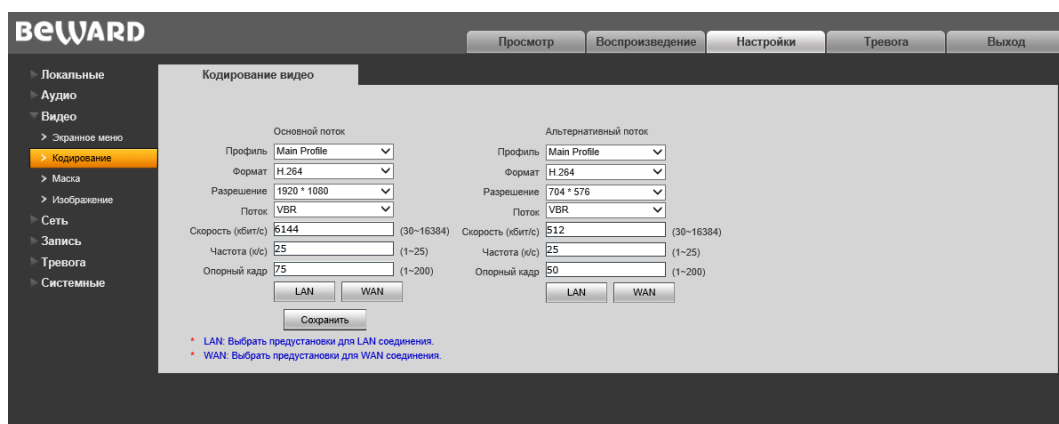 BEWARD
Просмотр Воспроизведение Настройки Тревога Выход
Локальные
Аудио
Видео
> Экранное меню
> Кодирование
> Маска
> Изображение
Сеть
Запись
Тревога
Системные
Кодирование видео
Основной поток Альтернативный поток
Профиль Main Profile Профиль Main Profile
Формат H.264 Формат H.264
Разрешение 1920 * 1080 Разрешение 704 * 576
Поток VBR Поток VBR
Скорость (кбит/с) 6144 (30~16384) Скорость (кбит/с) 512 (30~16384)
Частота (к/с) 25 (1~25) Частота (к/с) 25 (1~25)
Опорный кадр 75 (1~200) Опорный кадр 50 (1~200)
LAN WAN LAN WAN
Сохранить
* LAN: Выбрать предустановки для LAN соединения.
* WAN: Выбрать предустановки для WAN соединения.